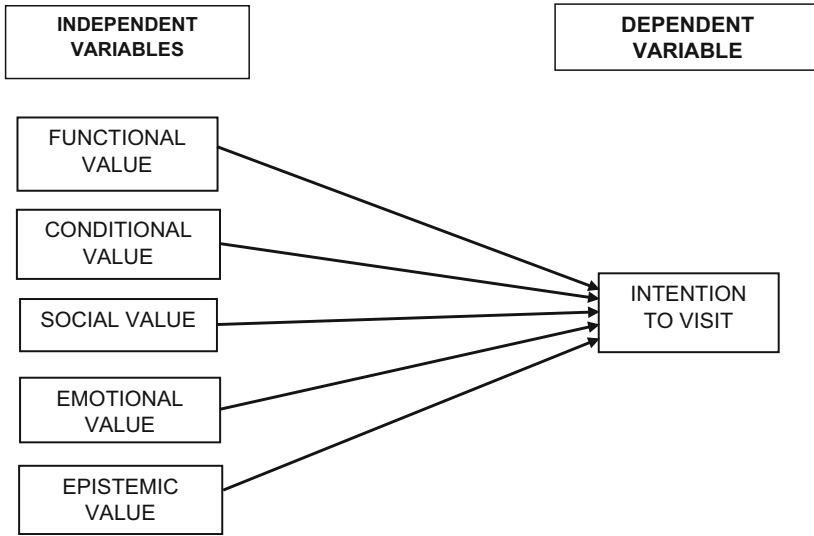 INDEPENDENT
VARIABLES
DEPENDENT
VARIABLE
FUNCTIONAL
VALUE
CONDITIONAL
VALUE
SOCIAL VALUE
EMOTIONAL
VALUE
EPISTEMIC
VALUE
INTENTION
TO VISIT